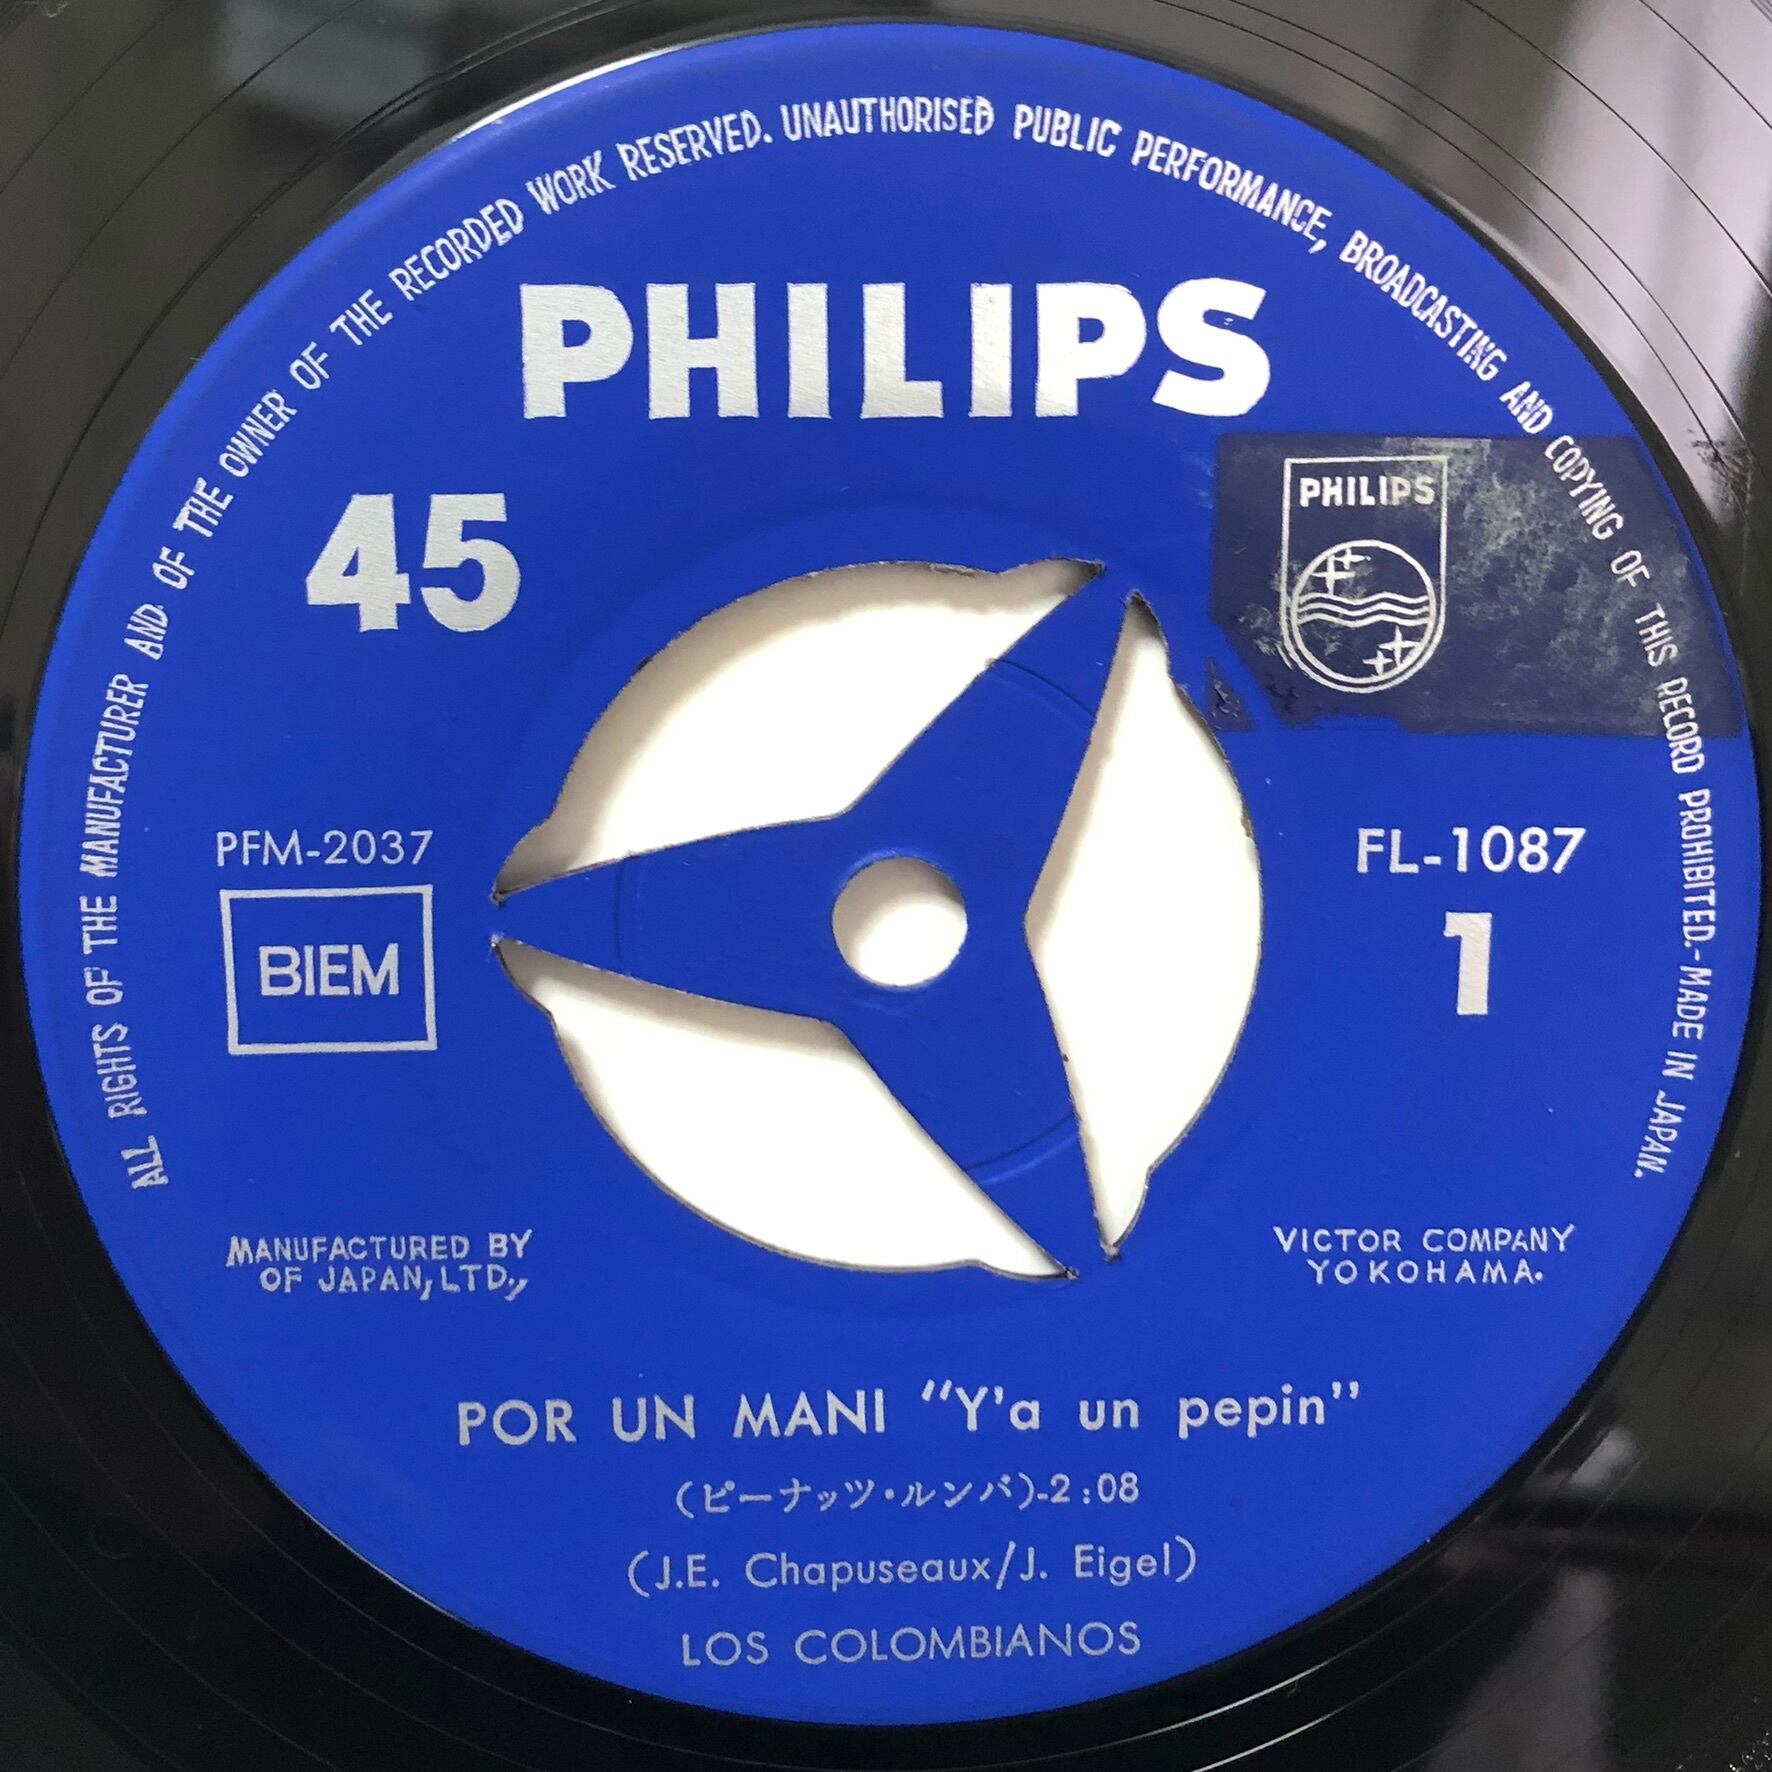 ALL RIGHTS OF THE MANUFACTURER AND OF THE OWNER OF THE RECORDED WORK RESERVED. UNAUTHORISED PUBLIC PERFORMANCE, BROADCASTING AND COPYING OF THIS RECORD PROHIBITED.-MADE IN JAPAN.
PHILIPS
45
PHILIPS
PFM-2037
BIEM
FL-1087
1
MANUFACTURED BY VICTOR COMPANY
OF JAPAN, LTD., YOKOHAMA.
POR UN MANI "Y'a un pepin"
(ピーナッツ・ルンバ)-2:08
(J.E. Chapuseaux/J. Eigel)
LOS COLOMBIANOS